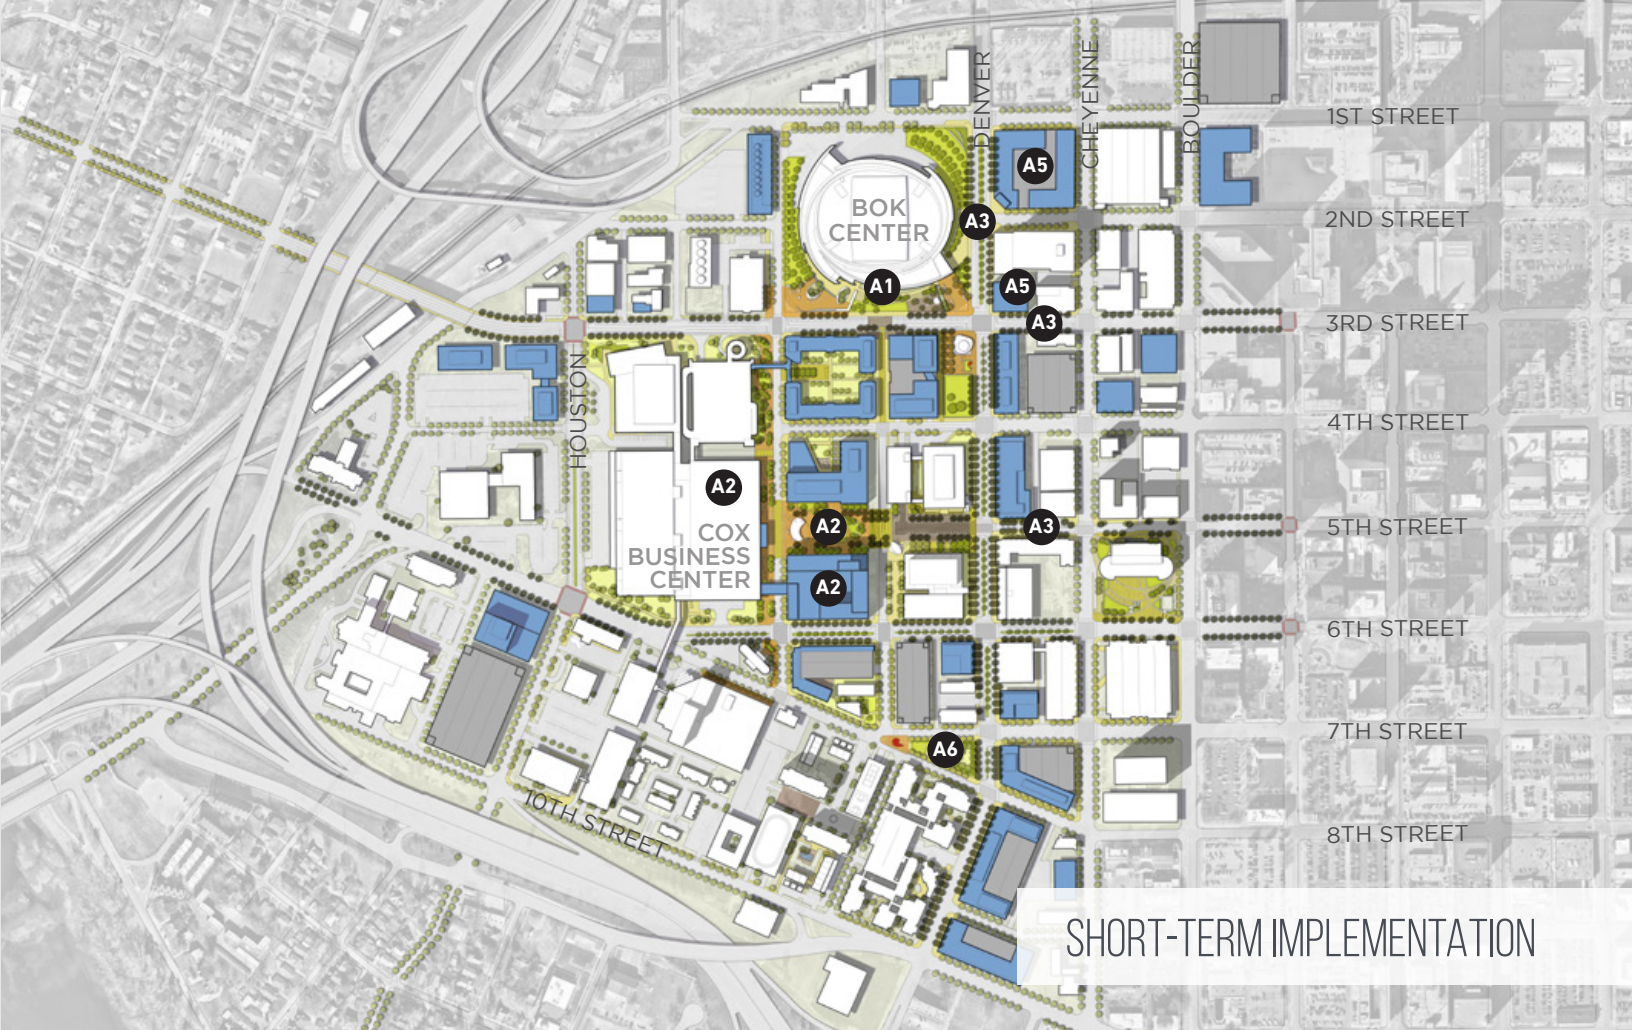 DENVER
CHEYENNE
BOULDER
1ST STREET
A5
BOK
CENTER
A3
2ND STREET
A1
A5
A3
3RD STREET
HOUSTON
4TH STREET
A2
COX
BUSINESS
CENTER
A2
A3
5TH STREET
A2
6TH STREET
7TH STREET
A6
10TH STREET
8TH STREET
SHORT-TERM IMPLEMENTATION